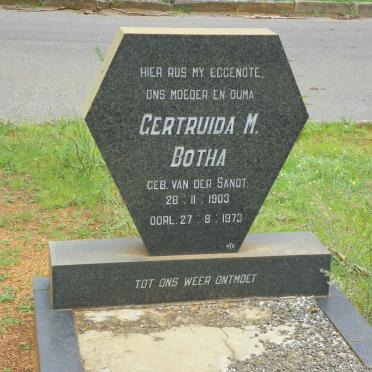 HIER RUS MY EGGENOTE,
ONS MOEDER EN OUMA
GERTRUIDA M.
BOTHA
GEB. VAN DER SANDT.
28 · 11 · 1903
OORL. 27 · 8 · 1973
TOT ONS WEER ONTMOET